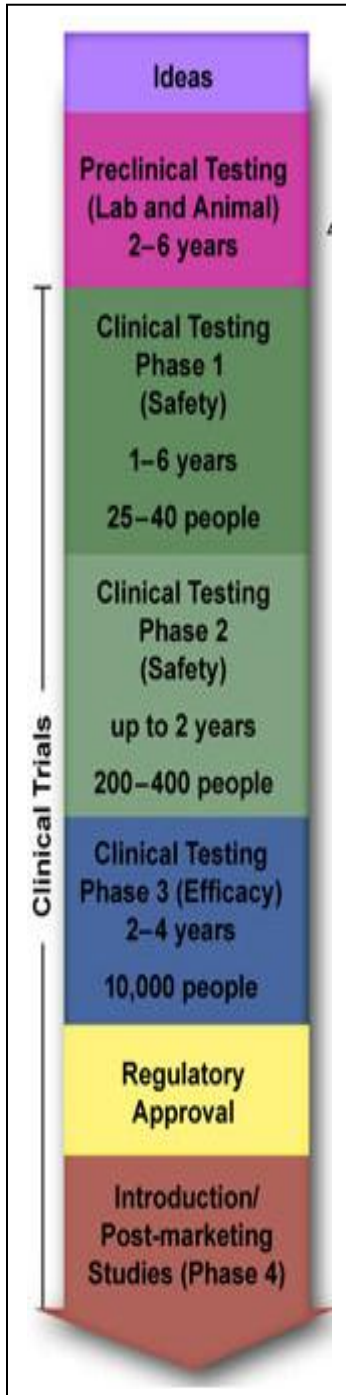 Ideas
Preclinical Testing
(Lab and Animal)
2–6 years
Clinical Testing
Phase 1
(Safety)
1–6 years
25–40 people
Clinical Testing
Phase 2
(Safety)
up to 2 years
200–400 people
Clinical Testing
Phase 3 (Efficacy)
2–4 years
10,000 people
Regulatory
Approval
Introduction/
Post-marketing
Studies (Phase 4)
Clinical Trials